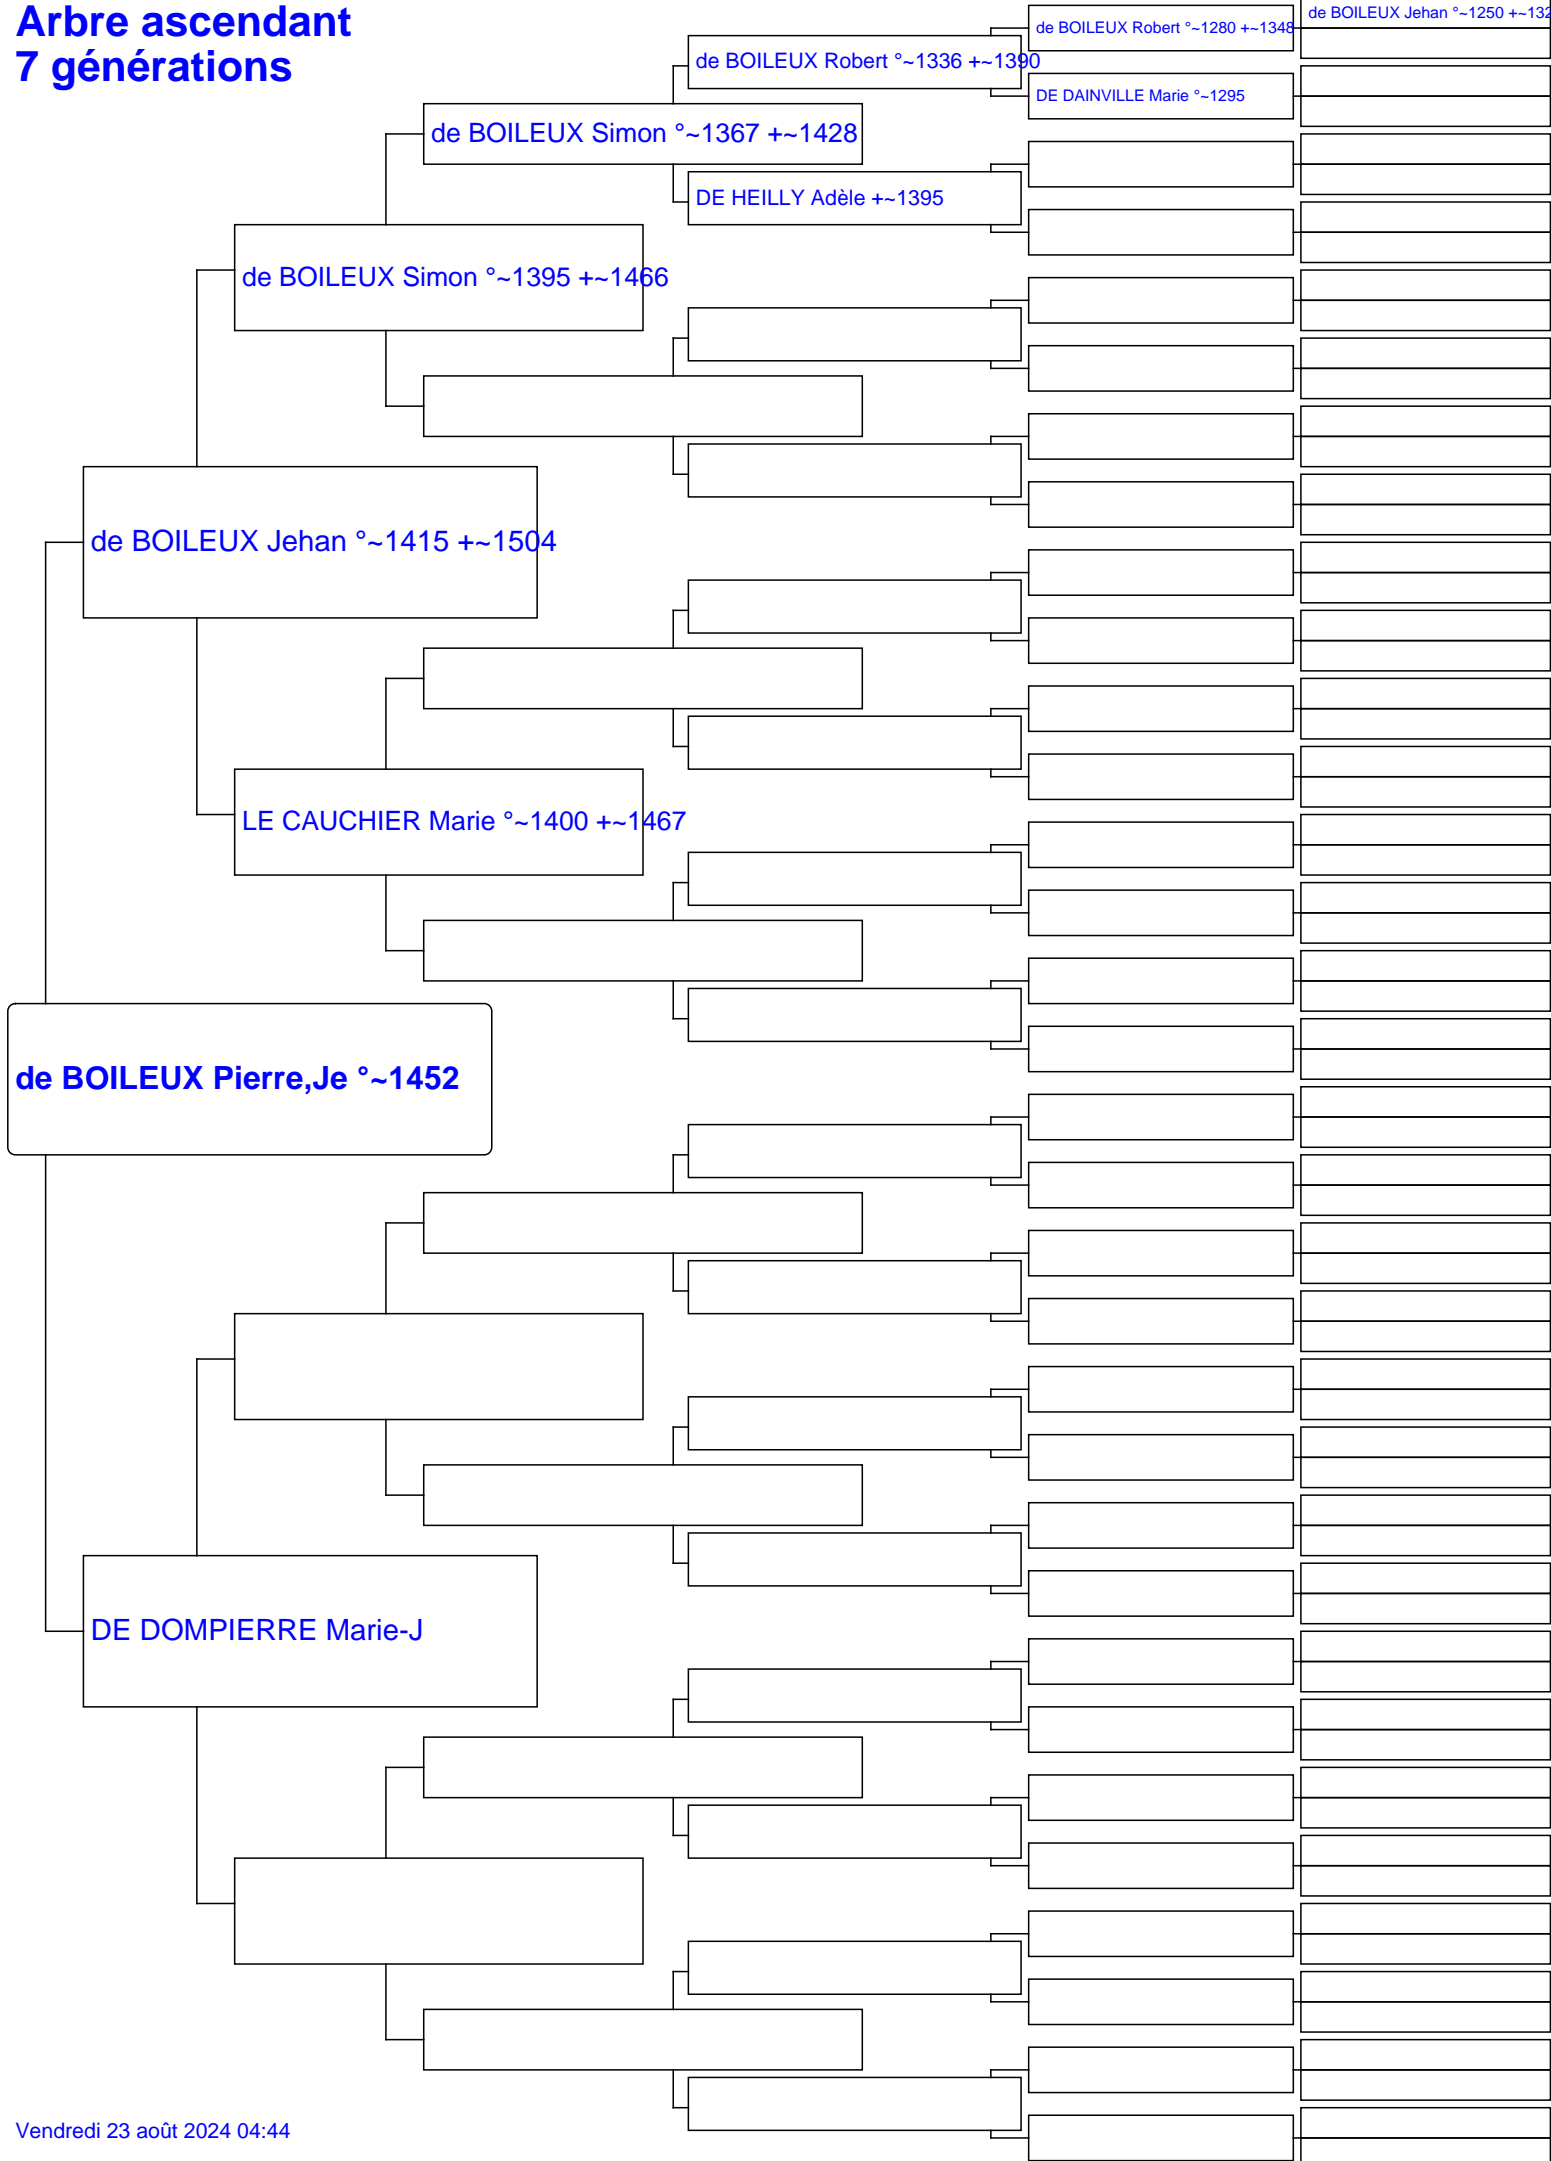 Arbre ascendant
7 générations
de BOILEUX Jehan °~1250 +~132
de BOILEUX Robert °~1280 +~1348
de BOILEUX Robert °~1336 +~1390
DE DAINVILLE Marie °~1295
de BOILEUX Simon °~1367 +~1428
DE HEILLY Adèle +~1395
de BOILEUX Simon °~1395 +~1466
de BOILEUX Jehan °~1415 +~1504
LE CAUCHIER Marie °~1400 +~1467
de BOILEUX Pierre,Je °~1452
DE DOMPIERRE Marie-J
Vendredi 23 août 2024 04:44